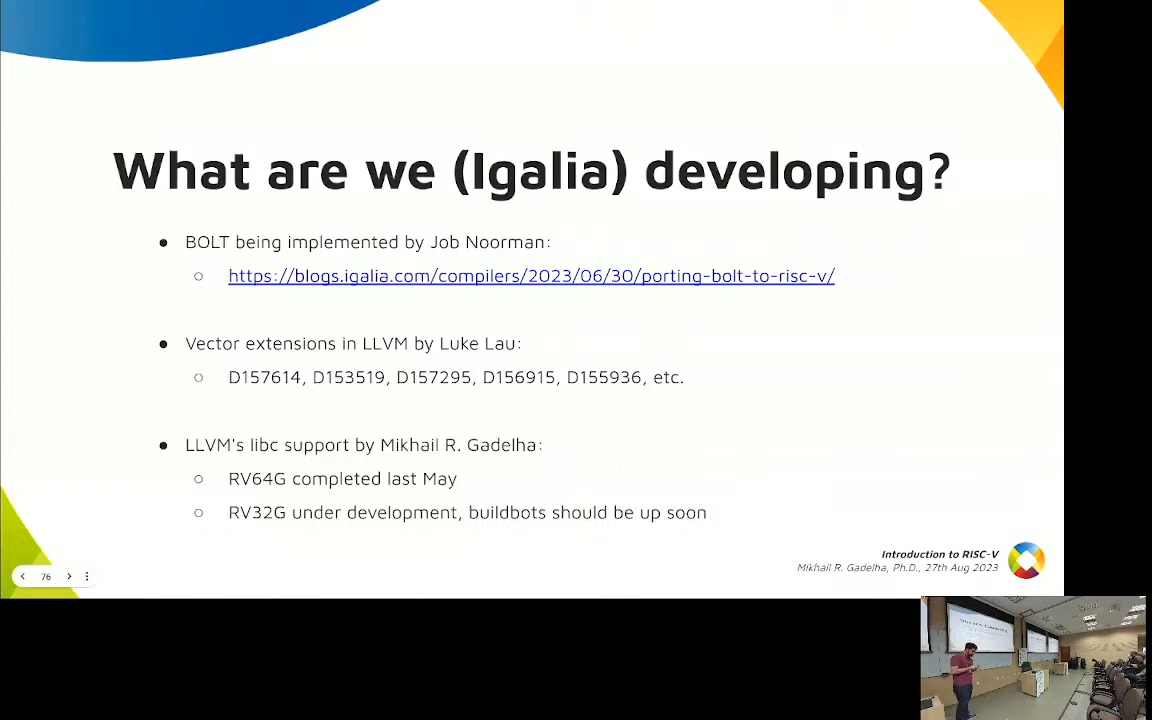 What are we (Igalia) developing?
● BOLT being implemented by Job Noorman:
○ https://blogs.igalia.com/compilers/2023/06/30/porting-bolt-to-risc-v/
● Vector extensions in LLVM by Luke Lau:
○ D157614, D153519, D157295, D156915, D155936, etc.
● LLVM's libc support by Mikhail R. Gadelha:
○ RV64G completed last May
○ RV32G under development, buildbots should be up soon
Introduction to RISC-V
Mikhail R. Gadelha, Ph.D., 27th Aug 2023
76